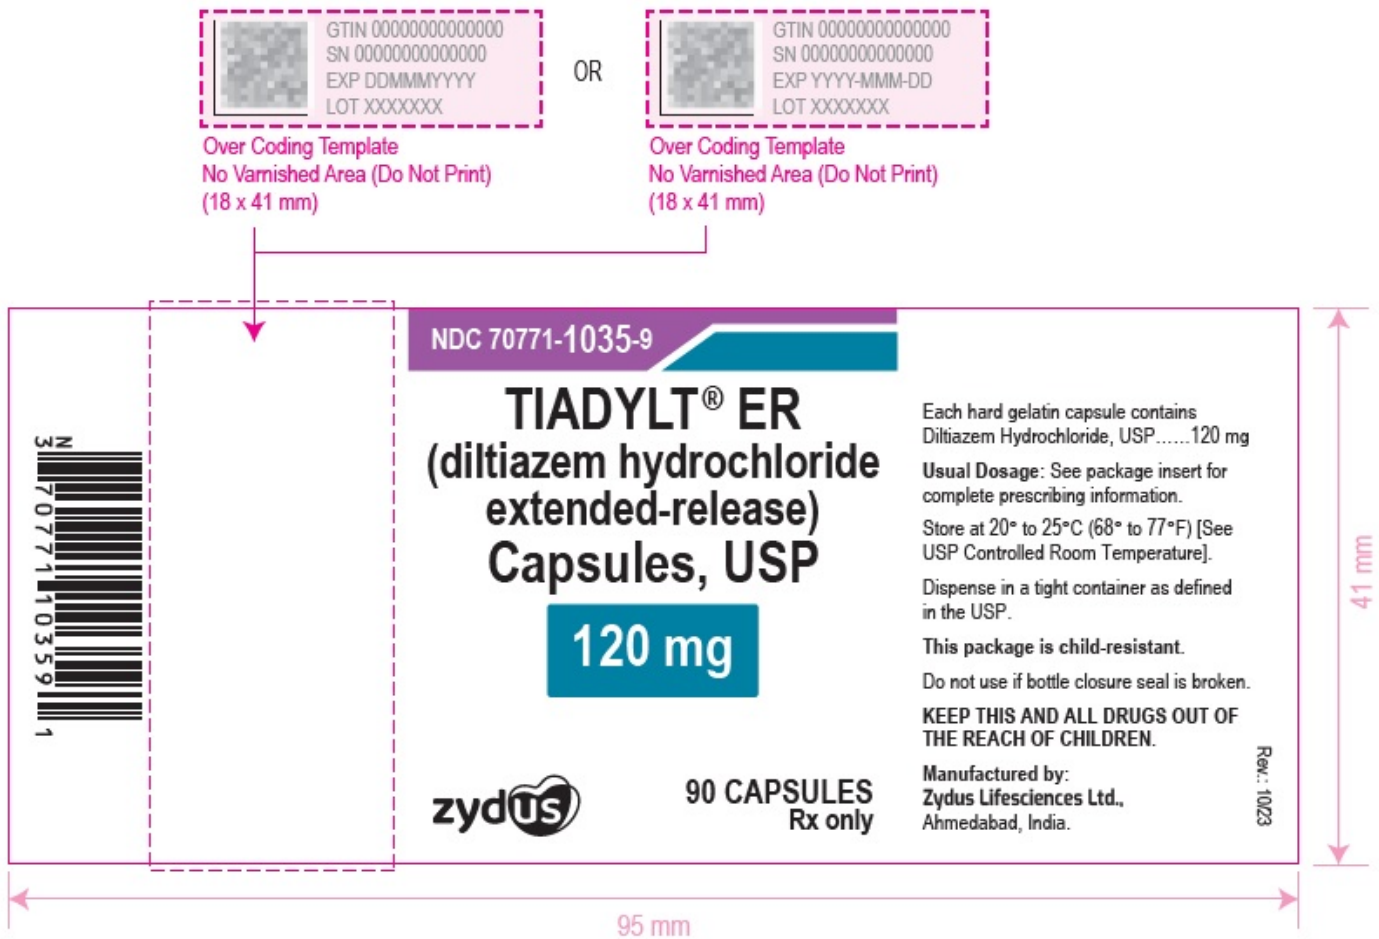 GTIN 00000000000000
SN 00000000000000
EXP DDMMMYYYY
LOT XXXXXXX
OR
GTIN 00000000000000
SN 00000000000000
EXP YYYY-MMM-DD
LOT XXXXXXX
Over Coding Template
No Varnished Area (Do Not Print)
(18 x 41 mm)
Over Coding Template
No Varnished Area (Do Not Print)
(18 x 41 mm)
N
3 70771 10359 1
NDC 70771-1035-9
TIADYLT® ER
(diltiazem hydrochloride
extended-release)
Capsules, USP
120 mg
zydus
90 CAPSULES
Rx only
Each hard gelatin capsule contains
Diltiazem Hydrochloride, USP......120 mg
Usual Dosage: See package insert for
complete prescribing information.
Store at 20° to 25°C (68° to 77°F) [See
USP Controlled Room Temperature].
Dispense in a tight container as defined
in the USP.
This package is child-resistant.
Do not use if bottle closure seal is broken.
KEEP THIS AND ALL DRUGS OUT OF
THE REACH OF CHILDREN.
Manufactured by:
Zydus Lifesciences Ltd.,
Ahmedabad, India.
Rev.: 10/23
41 mm
95 mm